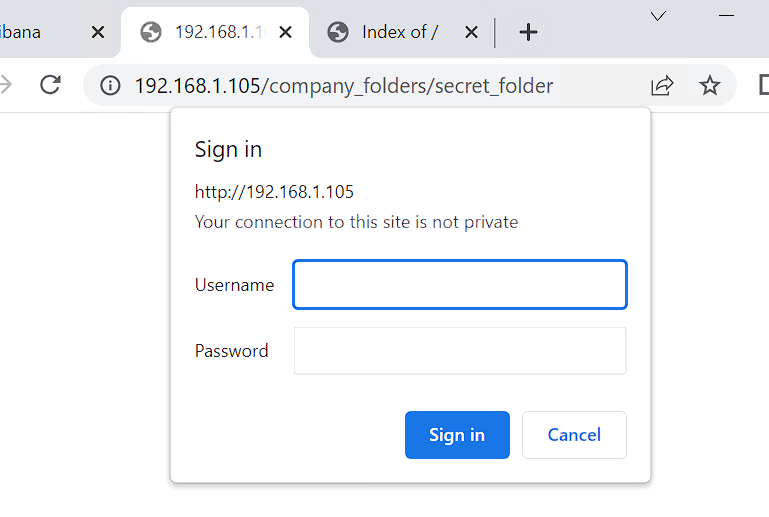 ibana
192.168.1.1
Index of /
192.168.1.105/company_folders/secret_folder
Sign in
http://192.168.1.105
Your connection to this site is not private
Username
Password
Sign in
Cancel